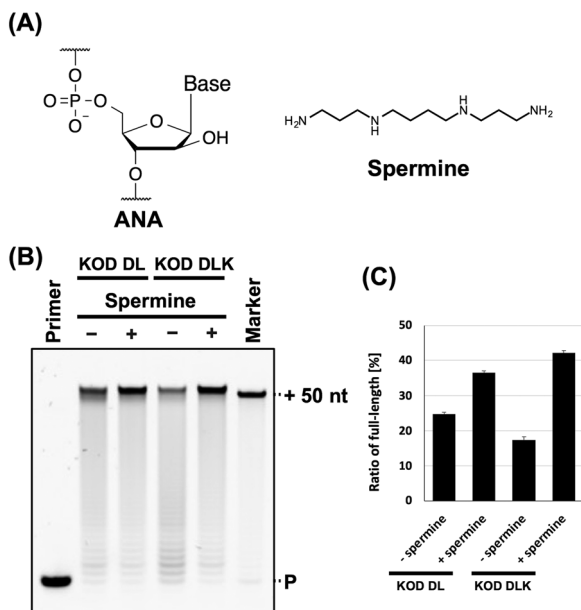 (A)
O
O=P-O
O-
O
Base
OH
O
ANA
H2N
N
H
H
N
NH2
Spermine
(B)
KOD DL KOD DLK
Spermine
Primer
Marker
− + − +
+ 50 nt
P
(C)
Ratio of full-length [%]
50
40
30
20
10
0
- spermine
+ spermine
- spermine
+ spermine
KOD DL
KOD DLK